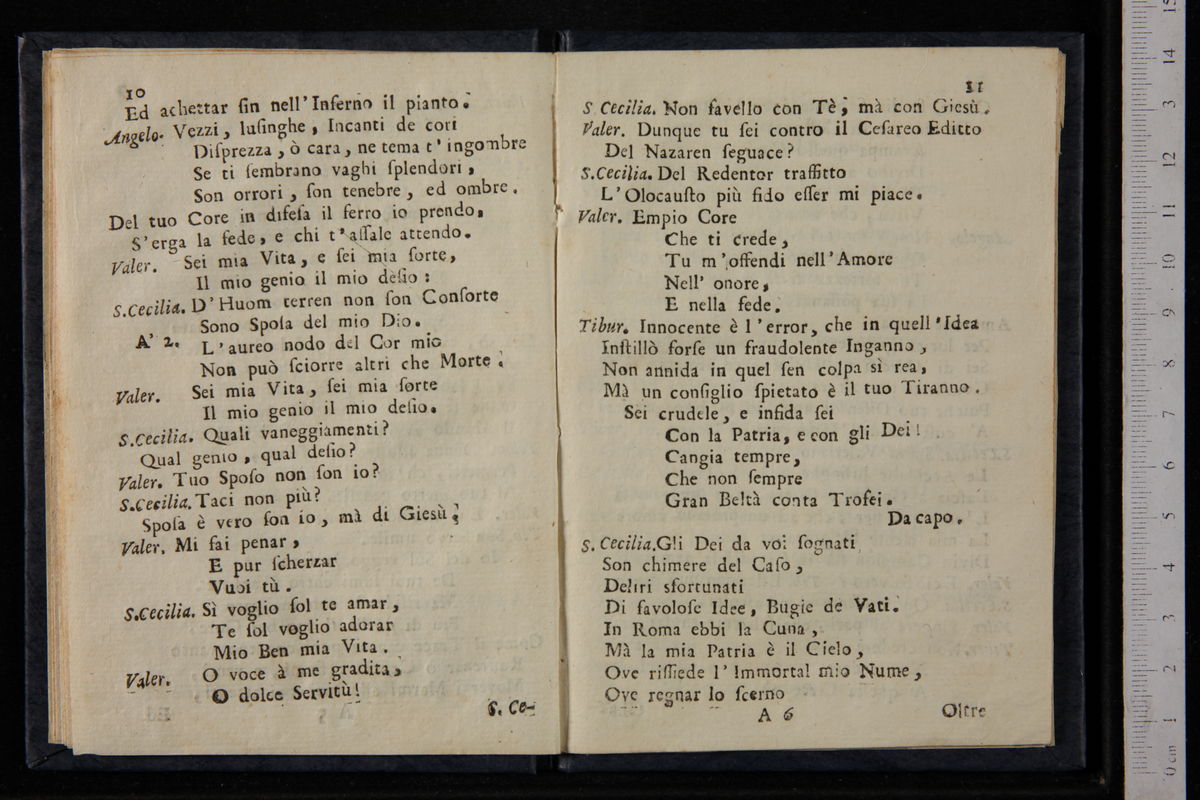 10
Ed achettar ſin nell'Inferno il pianto.
Angelo. Vezzi, luſinghe, Incanti de cori
Diſprezza, ò cara, ne tema t'ingombre
Se ti ſembrano vaghi ſplendori,
Son orrori, ſon tenebre, ed ombre.
Del tuo Core in difeſa il ferro io prendo,
S'erga la fede, e chi t'aſſale attendo.
Valer. Sei mia Vita, e ſei mia ſorte,
Il mio genio il mio deſio:
S.Cecilia. D'Huom terren non ſon Conſorte
Sono Spoſa del mio Dio.
A' 2. L'aureo nodo del Cor mio
Non può ſciorre altri che Morte.
Valer. Sei mia Vita, ſei mia ſorte
Il mio genio il mio deſio.
S.Cecilia. Quali vaneggiamenti?
Qual genio, qual deſio?
Valer. Tuo Spoſo non ſon io?
S.Cecilia. Taci non più?
Spoſa è vero ſon io, mà di Gieſù;
Valer. Mi fai penar,
E pur ſcherzar
Vuoi tù.
S.Cecilia. Sì voglio ſol te amar,
Te ſol voglio adorar
Mio Ben mia Vita.
Valer. O voce à me gradita,
O dolce Servitù!
S. Ce-
11
S Cecilia. Non favello con Tè, mà con Gieſù.
Valer. Dunque tu ſei contro il Ceſareo Editto
Del Nazaren ſeguace?
S.Cecilia. Del Redentor traffitto
L'Olocauſto più fido eſſer mi piace.
Valer. Empio Core
Che ti crede,
Tu m'offendi nell'Amore
Nell' onore,
E nella fede.
Tibur. Innocente è l'error, che in quell'Idea
Inſtillò forſe un fraudolente Inganno,
Non annida in quel ſen colpa sì rea,
Mà un conſiglio ſpietato è il tuo Tiranno.
Sei crudele, e infida ſei
Con la Patria, e con gli Dei!
Cangia tempre,
Che non ſempre
Gran Beltà conta Trofei.
Da capo.
S. Cecilia. Gli Dei da voi ſognati
Son chimere del Caſo,
Deliri sfortunati
Di favoloſe Idee, Bugie de Vati.
In Roma ebbi la Cuna,
Mà la mia Patria è il Cielo,
Ove riſſiede l'Immortal mio Nume,
Ove regnar lo ſcerno
A 6
Oltre